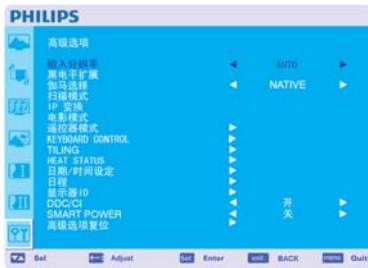 PHILIPS
高级选项
输入分辨率 AUTO
黑电平扩展
伽马选择 NATIVE
扫描模式
IP 变换
电影模式
遥控器模式
KEYBOARD CONTROL
TILING
HEAT STATUS
日期/时间设定
日程
显示器ID
DDC/CI 开
SMART POWER 关
高级选项复位
Sel Adjust Set Enter exit BACK menu Quit